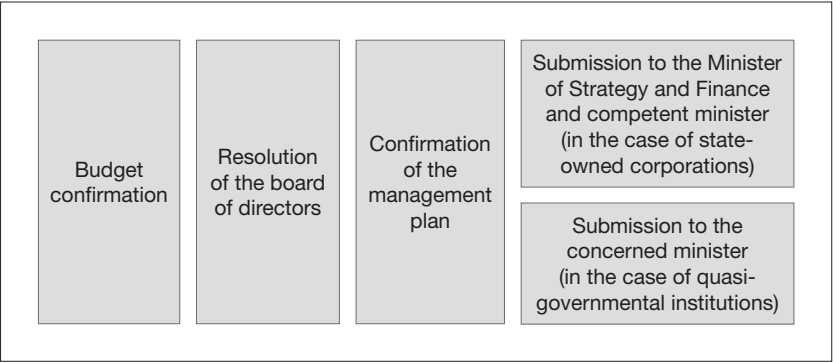 Budget
confirmation
Resolution
of the board
of directors
Confirmation
of the
management
plan
Submission to the Minister
of Strategy and Finance
and competent minister
(in the case of state-
owned corporations)
Submission to the
concerned minister
(in the case of quasi-
governmental institutions)